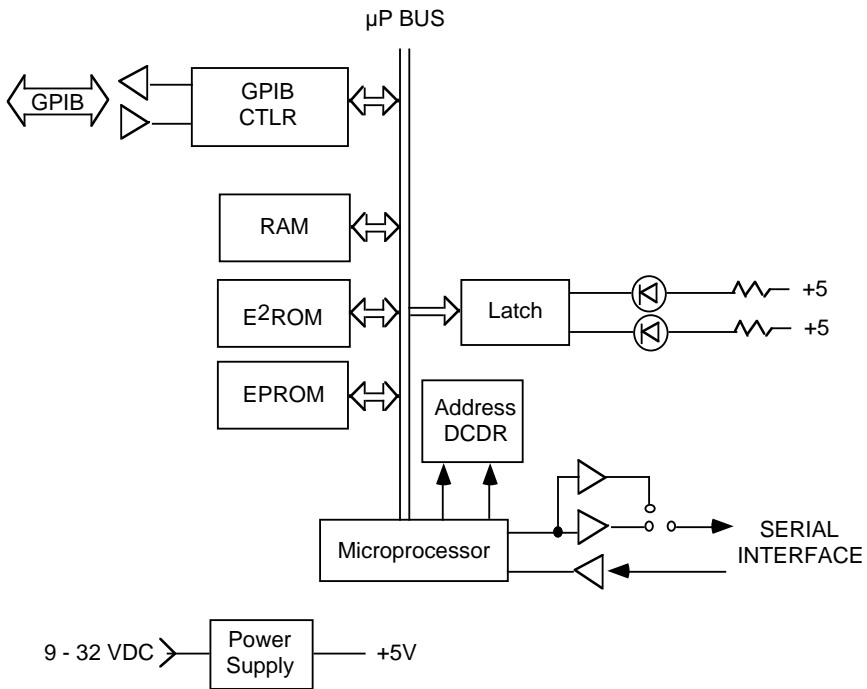 µP BUS
GPIB
GPIB
CTLR
RAM
E²ROM
EPROM
Latch
+5
+5
Address
DCDR
Microprocessor
SERIAL
INTERFACE
9 - 32 VDC
Power
Supply
+5V